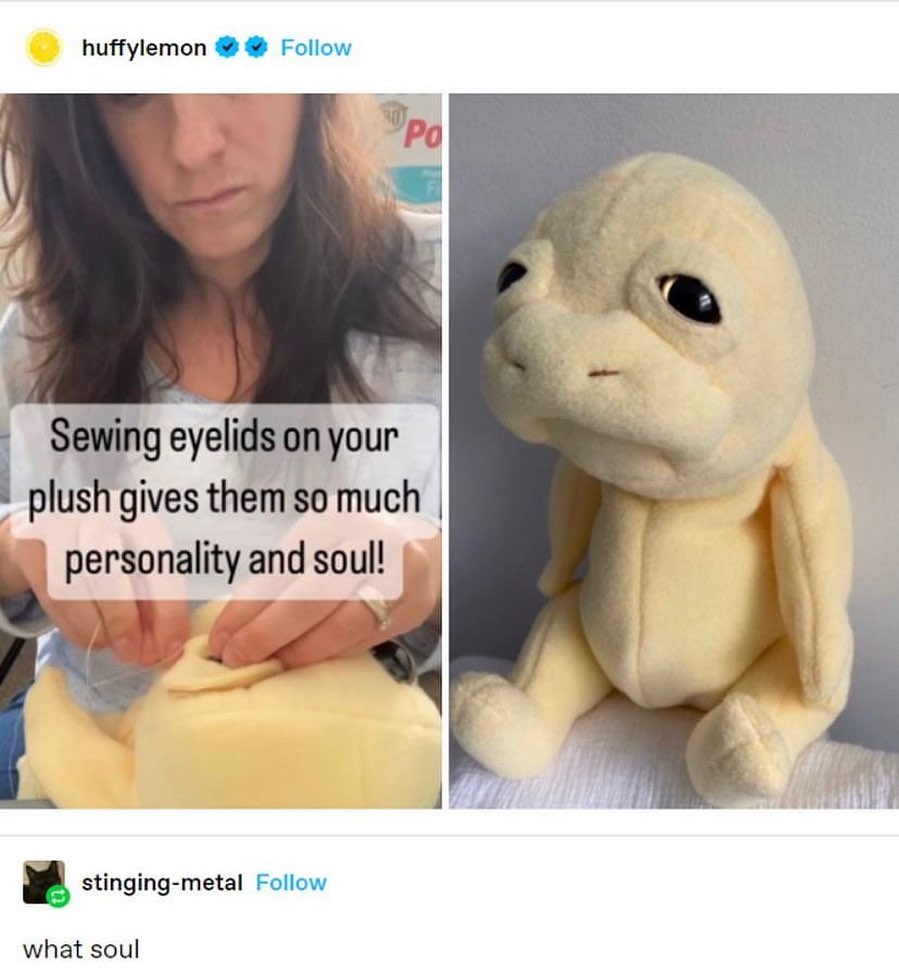 huffylemon Follow
Po
Sewing eyelids on your
plush gives them so much
personality and soul!
stinging-metal Follow
what soul